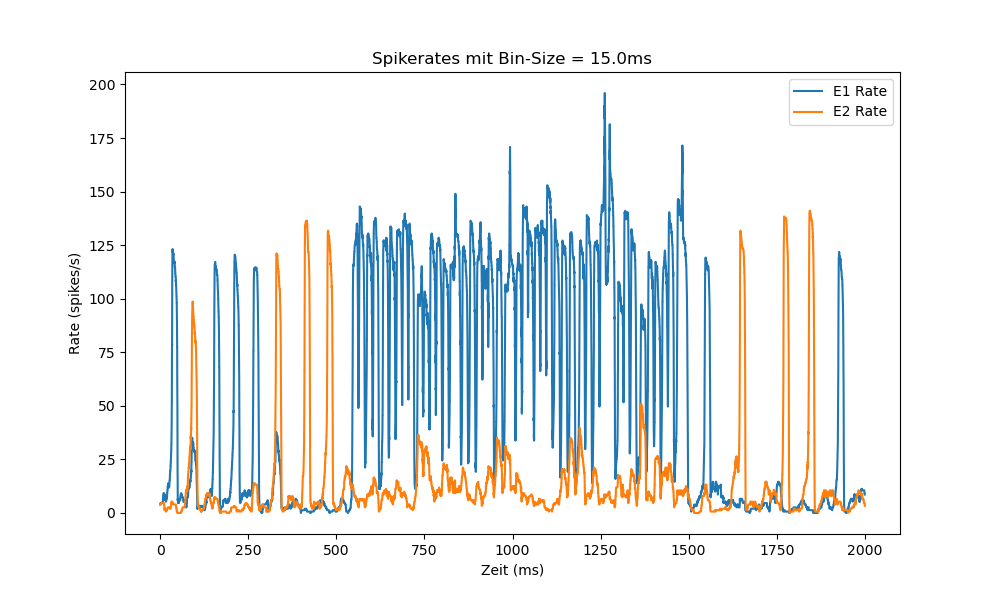 Spikerates mit Bin-Size = 15.0ms
E1 Rate
E2 Rate
200
175
150
125
100
75
50
25
0
Rate (spikes/s)
0 250 500 750 1000 1250 1500 1750 2000
Zeit (ms)